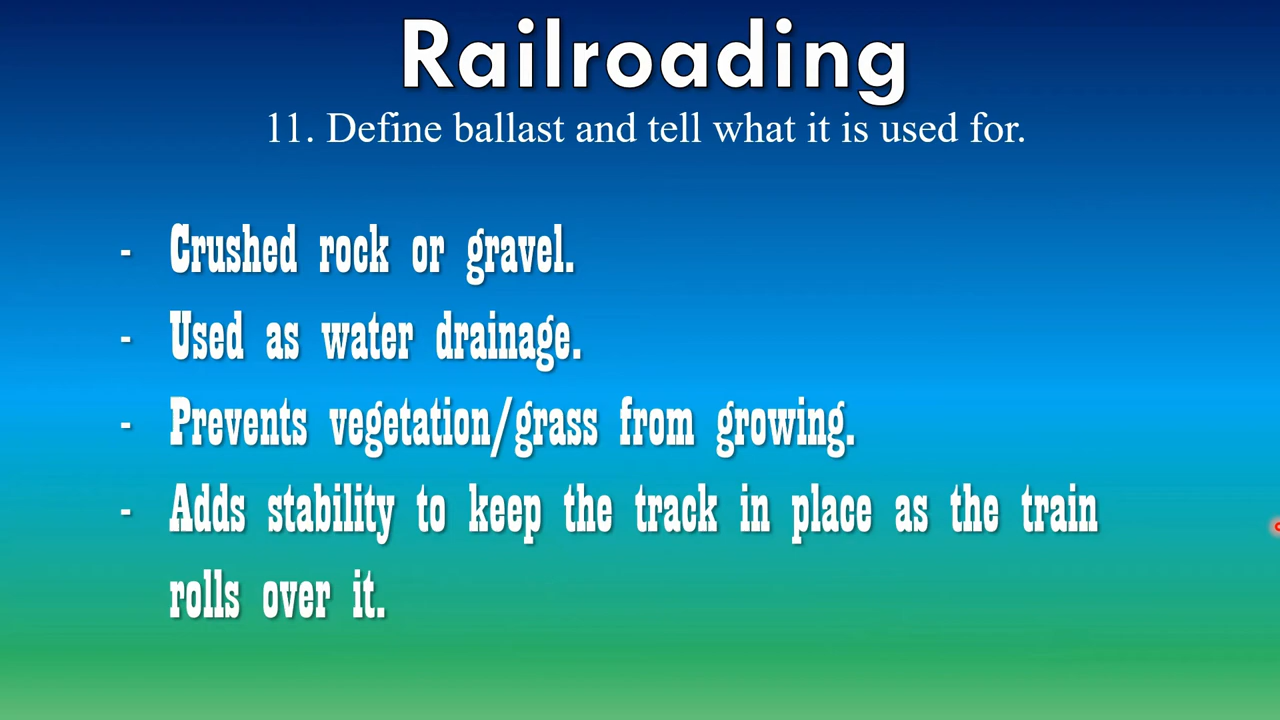 Railroading
11. Define ballast and tell what it is used for.
- Crushed rock or gravel.
- Used as water drainage.
- Prevents vegetation/grass from growing.
- Adds stability to keep the track in place as the train
rolls over it.